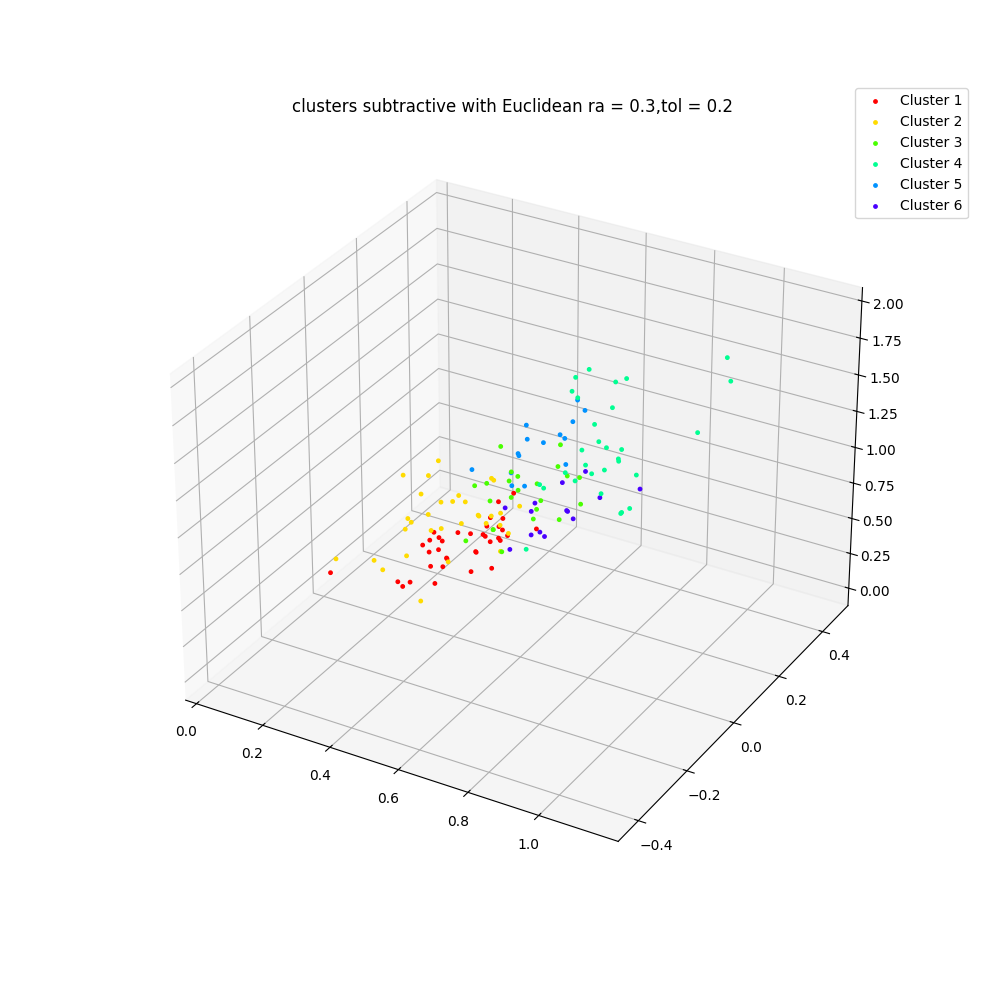 clusters subtractive with Euclidean ra = 0.3,tol = 0.2
Cluster 1
Cluster 2
Cluster 3
Cluster 4
Cluster 5
Cluster 6
2.00
1.75
1.50
1.25
1.00
0.75
0.50
0.25
0.00
0.4
0.2
0.0
−0.2
−0.4
0.0
0.2
0.4
0.6
0.8
1.0